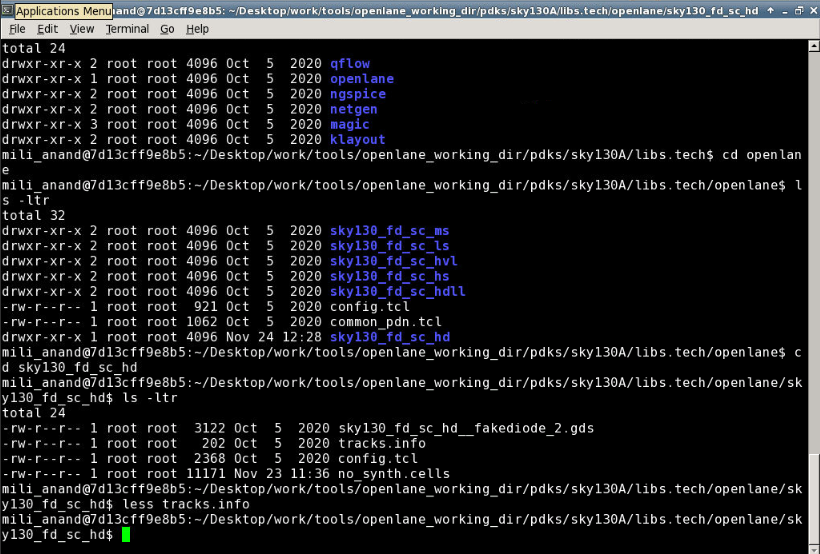 Applications Menu anand@7d13cff9e8b5: ~/Desktop/work/tools/openlane_working_dir/pdks/sky130A/libs.tech/openlane/sky130_fd_sc_hd
File Edit View Terminal Go Help
total 24
drwxr-xr-x 2 root root 4096 Oct  5  2020 qflow
drwxr-xr-x 1 root root 4096 Oct  5  2020 openlane
drwxr-xr-x 2 root root 4096 Oct  5  2020 ngspice
drwxr-xr-x 2 root root 4096 Oct  5  2020 netgen
drwxr-xr-x 3 root root 4096 Oct  5  2020 magic
drwxr-xr-x 2 root root 4096 Oct  5  2020 klayout
mili_anand@7d13cff9e8b5:~/Desktop/work/tools/openlane_working_dir/pdks/sky130A/libs.tech$ cd openlan
e
mili_anand@7d13cff9e8b5:~/Desktop/work/tools/openlane_working_dir/pdks/sky130A/libs.tech/openlane$ l
s -ltr
total 32
drwxr-xr-x 2 root root 4096 Oct  5  2020 sky130_fd_sc_ms
drwxr-xr-x 2 root root 4096 Oct  5  2020 sky130_fd_sc_ls
drwxr-xr-x 2 root root 4096 Oct  5  2020 sky130_fd_sc_hvl
drwxr-xr-x 2 root root 4096 Oct  5  2020 sky130_fd_sc_hs
drwxr-xr-x 2 root root 4096 Oct  5  2020 sky130_fd_sc_hdll
-rw-r--r-- 1 root root  921 Oct  5  2020 config.tcl
-rw-r--r-- 1 root root 1062 Oct  5  2020 common_pdn.tcl
drwxr-xr-x 1 root root 4096 Nov 24 12:28 sky130_fd_sc_hd
mili_anand@7d13cff9e8b5:~/Desktop/work/tools/openlane_working_dir/pdks/sky130A/libs.tech/openlane$ c
d sky130_fd_sc_hd
mili_anand@7d13cff9e8b5:~/Desktop/work/tools/openlane_working_dir/pdks/sky130A/libs.tech/openlane/sk
y130_fd_sc_hd$ ls -ltr
total 24
-rw-r--r-- 1 root root  3122 Oct  5  2020 sky130_fd_sc_hd__fakediode_2.gds
-rw-r--r-- 1 root root   202 Oct  5  2020 tracks.info
-rw-r--r-- 1 root root  2368 Oct  5  2020 config.tcl
-rw-r--r-- 1 root root 11171 Nov 23 11:36 no_synth.cells
mili_anand@7d13cff9e8b5:~/Desktop/work/tools/openlane_working_dir/pdks/sky130A/libs.tech/openlane/sk
y130_fd_sc_hd$ less tracks.info
mili_anand@7d13cff9e8b5:~/Desktop/work/tools/openlane_working_dir/pdks/sky130A/libs.tech/openlane/sk
y130_fd_sc_hd$